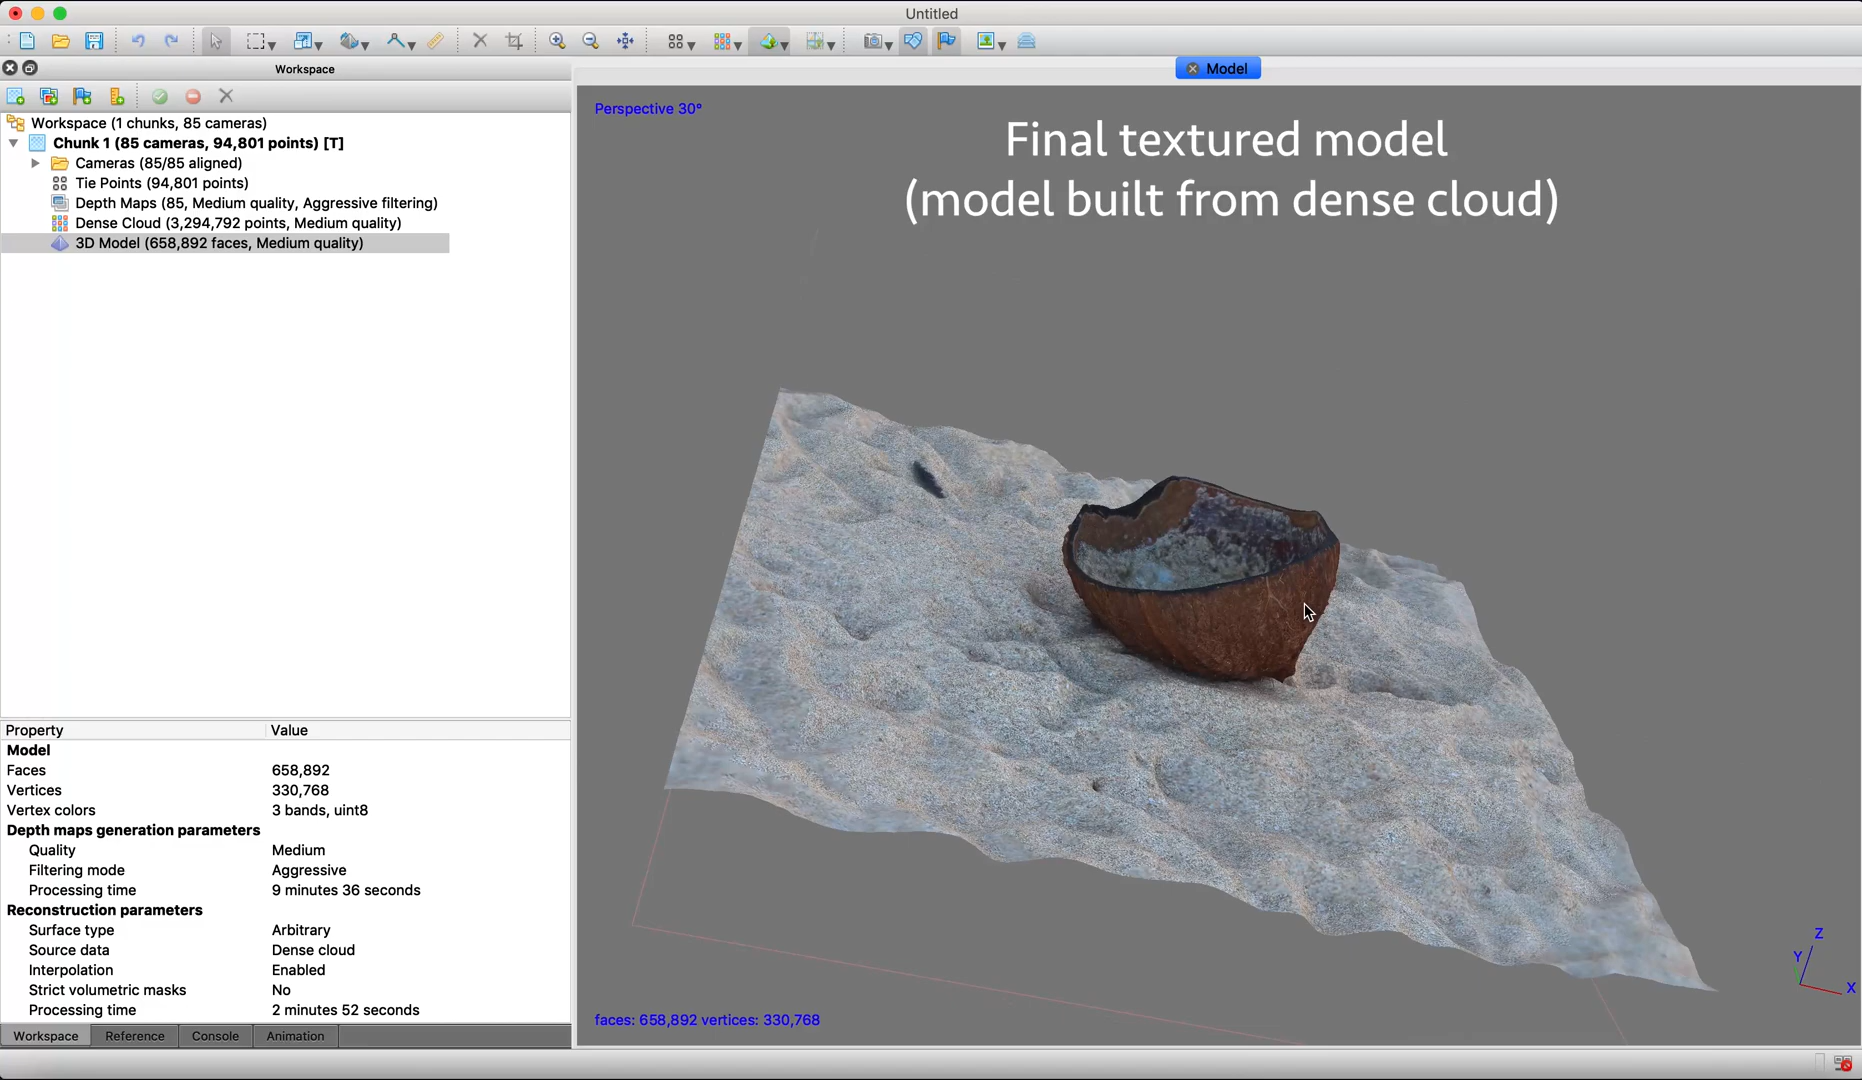 Untitled
Workspace
Model
Workspace (1 chunks, 85 cameras)
Chunk 1 (85 cameras, 94,801 points) [T]
Cameras (85/85 aligned)
Tie Points (94,801 points)
Depth Maps (85, Medium quality, Aggressive filtering)
Dense Cloud (3,294,792 points, Medium quality)
3D Model (658,892 faces, Medium quality)
Perspective 30°
Final textured model
(model built from dense cloud)
Property Value
Model
Faces 658,892
Vertices 330,768
Vertex colors 3 bands, uint8
Depth maps generation parameters
Quality Medium
Filtering mode Aggressive
Processing time 9 minutes 36 seconds
Reconstruction parameters
Surface type Arbitrary
Source data Dense cloud
Interpolation Enabled
Strict volumetric masks No
Processing time 2 minutes 52 seconds
Z
Y
X
faces: 658,892 vertices: 330,768
Workspace Reference Console Animation